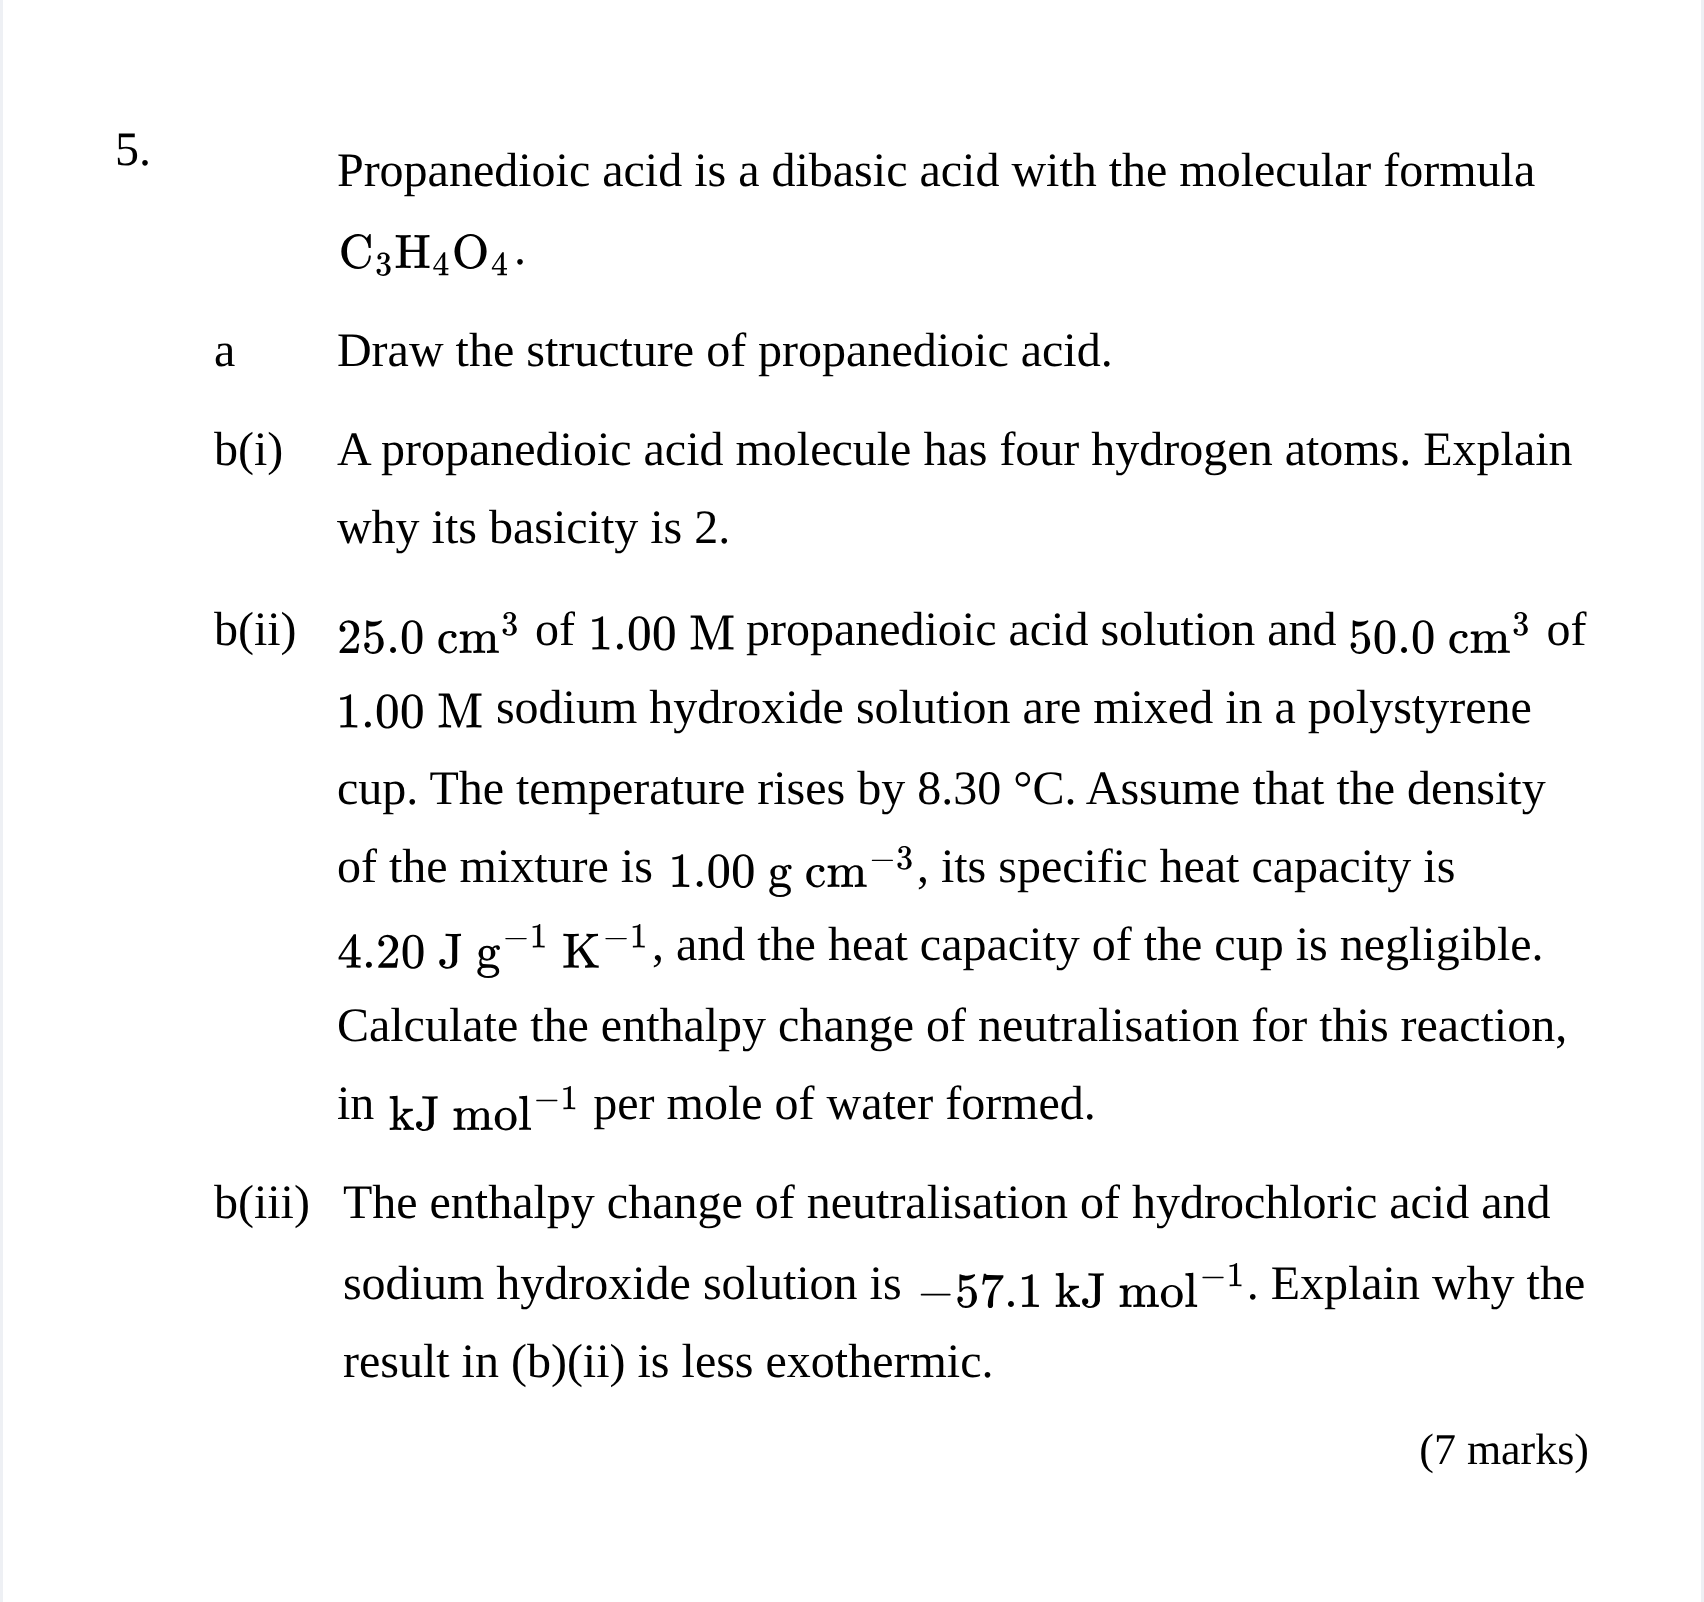 5.
Propanedioic acid is a dibasic acid with the molecular formula
C₃H₄O₄.
a Draw the structure of propanedioic acid.
b(i) A propanedioic acid molecule has four hydrogen atoms. Explain
why its basicity is 2.
b(ii) 25.0 cm³ of 1.00 M propanedioic acid solution and 50.0 cm³ of
1.00 M sodium hydroxide solution are mixed in a polystyrene
cup. The temperature rises by 8.30 °C. Assume that the density
of the mixture is 1.00 g cm⁻³, its specific heat capacity is
4.20 J g⁻¹ K⁻¹, and the heat capacity of the cup is negligible.
Calculate the enthalpy change of neutralisation for this reaction,
in kJ mol⁻¹ per mole of water formed.
b(iii) The enthalpy change of neutralisation of hydrochloric acid and
sodium hydroxide solution is −57.1 kJ mol⁻¹. Explain why the
result in (b)(ii) is less exothermic.
(7 marks)